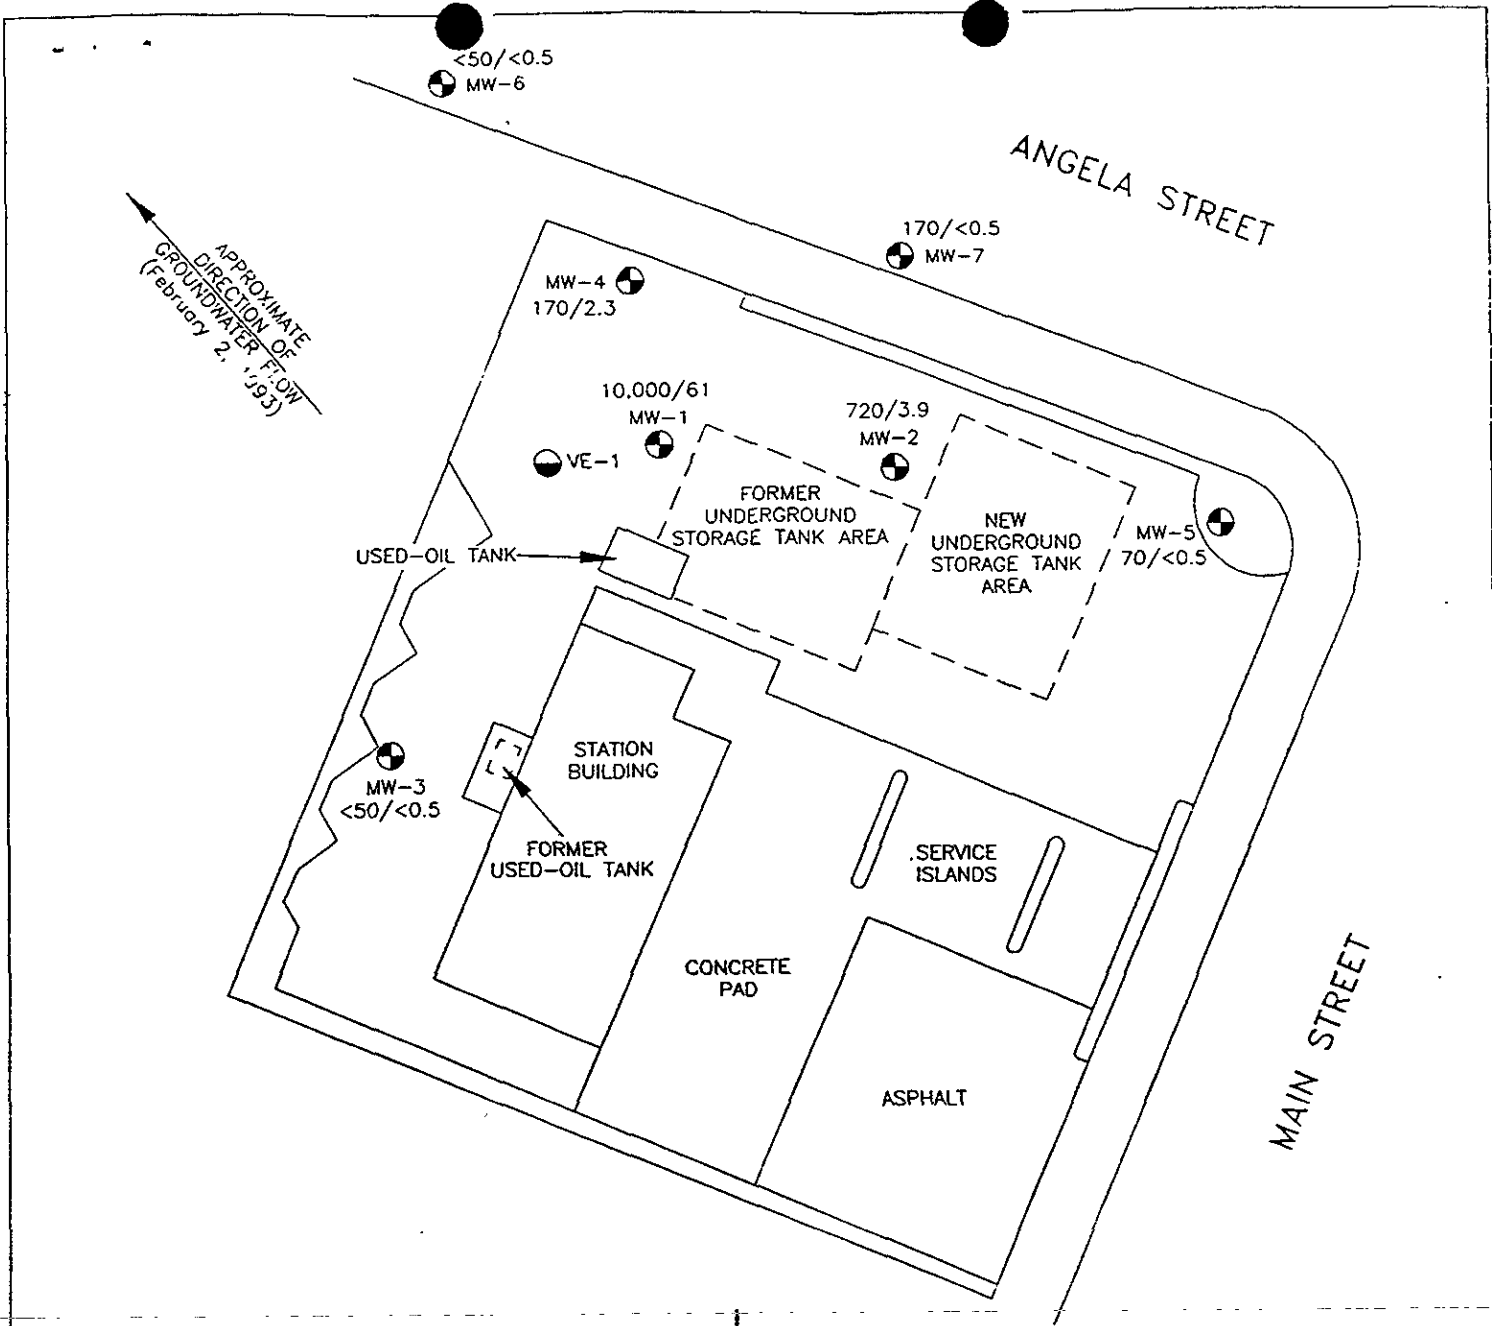 <50/<0.5
MW-6
ANGELA STREET
170/<0.5
MW-7
APPROXIMATE
DIRECTION OF
GROUNDWATER FLOW
(February 2, 1993)
MW-4
170/2.3
10,000/61
MW-1
720/3.9
MW-2
VE-1
FORMER
UNDERGROUND
STORAGE TANK AREA
NEW
UNDERGROUND
STORAGE TANK
AREA
MW-5
70/<0.5
USED-OIL TANK
STATION
BUILDING
MW-3
<50/<0.5
FORMER
USED-OIL TANK
SERVICE
ISLANDS
CONCRETE
PAD
ASPHALT
MAIN STREET